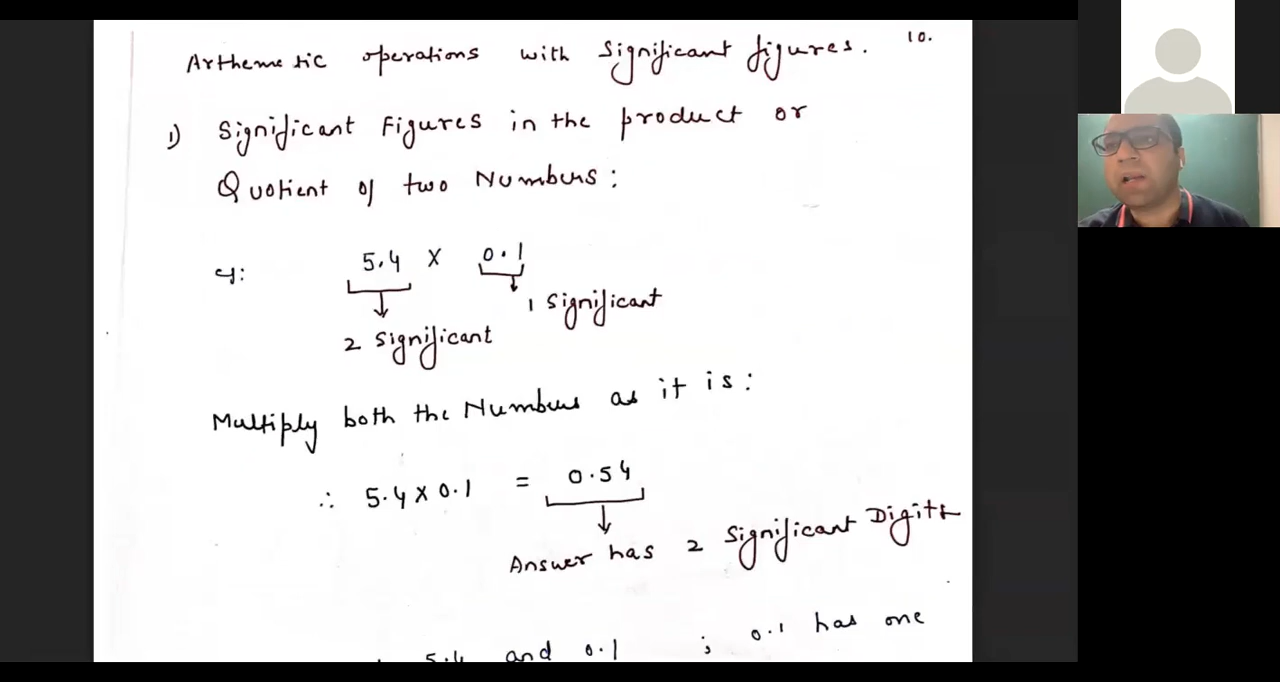 Arthemetic operations with Significant figures. 10.
1) Significant Figures in the product or
Quotient of two Numbers:
eg: 5.4 X 0.1
1 Significant
2 Significant
Multiply both the Numbers as it is:
∴ 5.4 X 0.1 = 0.54
Answer has 2 Significant Digits
5.4 and 0.1 ; 0.1 has one